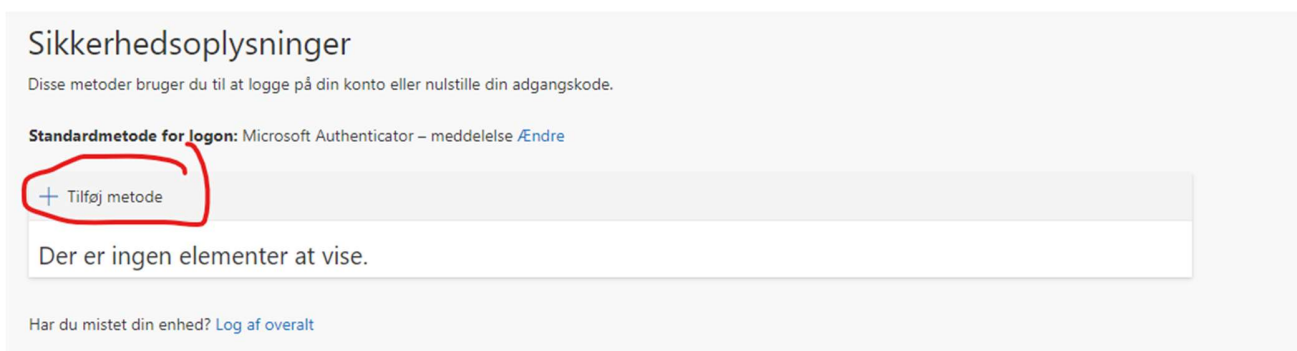 Sikkerhedsoplysninger
Disse metoder bruger du til at logge på din konto eller nulstille din adgangskode.
Standardmetode for logon: Microsoft Authenticator – meddelelse Ændre
+ Tilføj metode
Der er ingen elementer at vise.
Har du mistet din enhed? Log af overalt